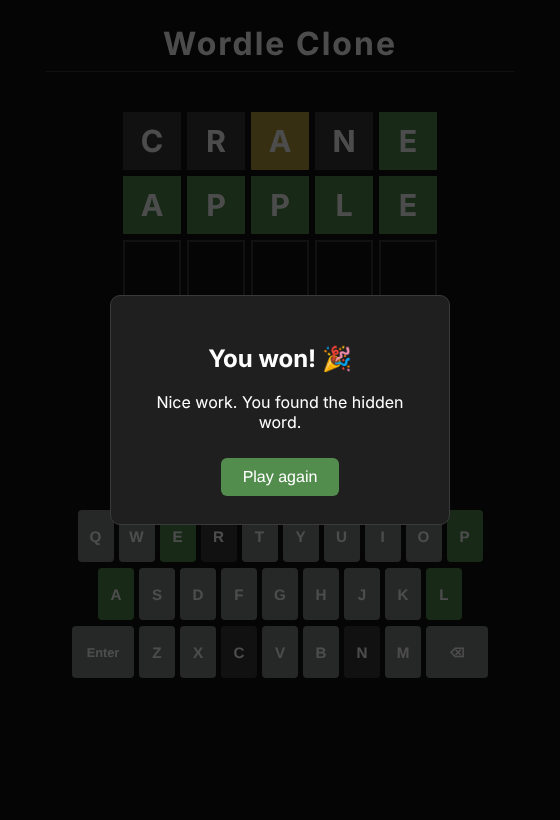 Wordle Clone
C R A N E
A P P L E
You won! 🎉
Nice work. You found the hidden
word.
Play again
Q W E R T Y U I O P
A S D F G H J K L
Enter Z X C V B N M ⌫